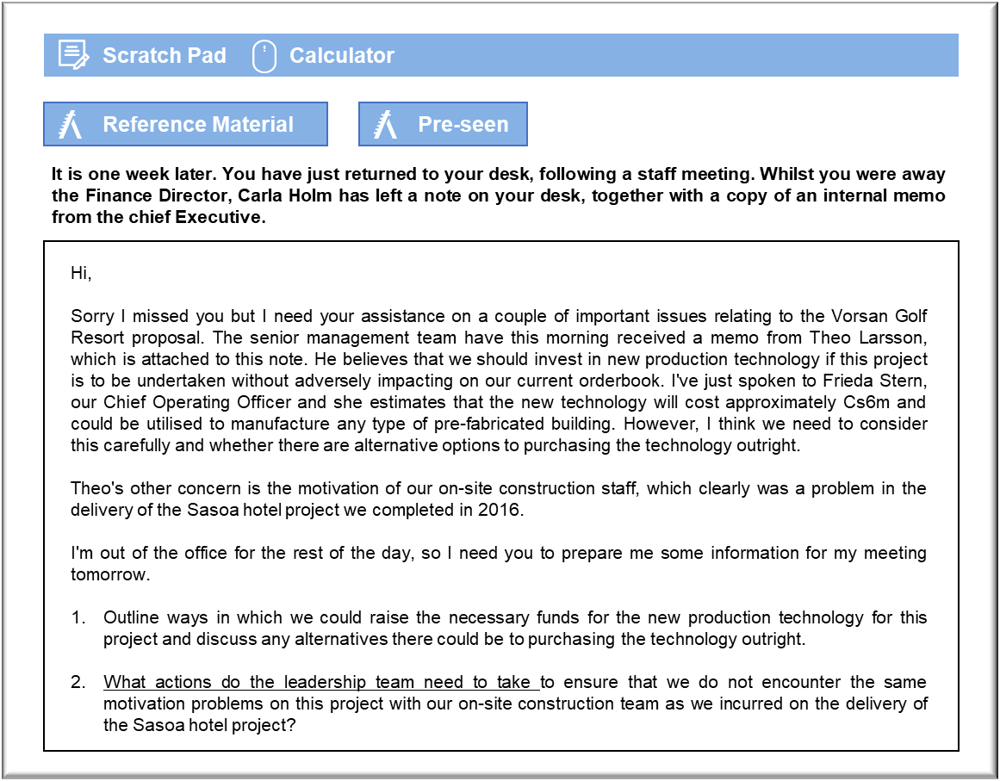 Scratch Pad Calculator
Reference Material Pre-seen
It is one week later. You have just returned to your desk, following a staff meeting. Whilst you were away
the Finance Director, Carla Holm has left a note on your desk, together with a copy of an internal memo
from the chief Executive.
Hi,
Sorry I missed you but I need your assistance on a couple of important issues relating to the Vorsan Golf
Resort proposal. The senior management team have this morning received a memo from Theo Larsson,
which is attached to this note. He believes that we should invest in new production technology if this project
is to be undertaken without adversely impacting on our current orderbook. I've just spoken to Frieda Stern,
our Chief Operating Officer and she estimates that the new technology will cost approximately Cs6m and
could be utilised to manufacture any type of pre-fabricated building. However, I think we need to consider
this carefully and whether there are alternative options to purchasing the technology outright.
Theo's other concern is the motivation of our on-site construction staff, which clearly was a problem in the
delivery of the Sasoa hotel project we completed in 2016.
I'm out of the office for the rest of the day, so I need you to prepare me some information for my meeting
tomorrow.
1. Outline ways in which we could raise the necessary funds for the new production technology for this
project and discuss any alternatives there could be to purchasing the technology outright.
2. What actions do the leadership team need to take to ensure that we do not encounter the same
motivation problems on this project with our on-site construction team as we incurred on the delivery of
the Sasoa hotel project?